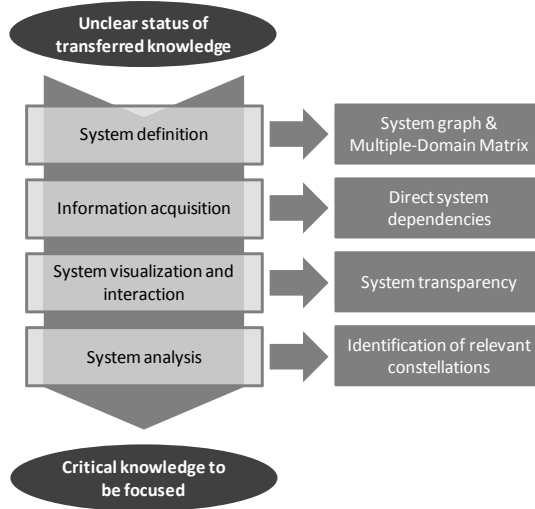 Unclear status of
transferred knowledge
System definition
System graph &
Multiple-Domain Matrix
Information acquisition
Direct system
dependencies
System visualization and
interaction
System transparency
System analysis
Identification of relevant
constellations
Critical knowledge to
be focused